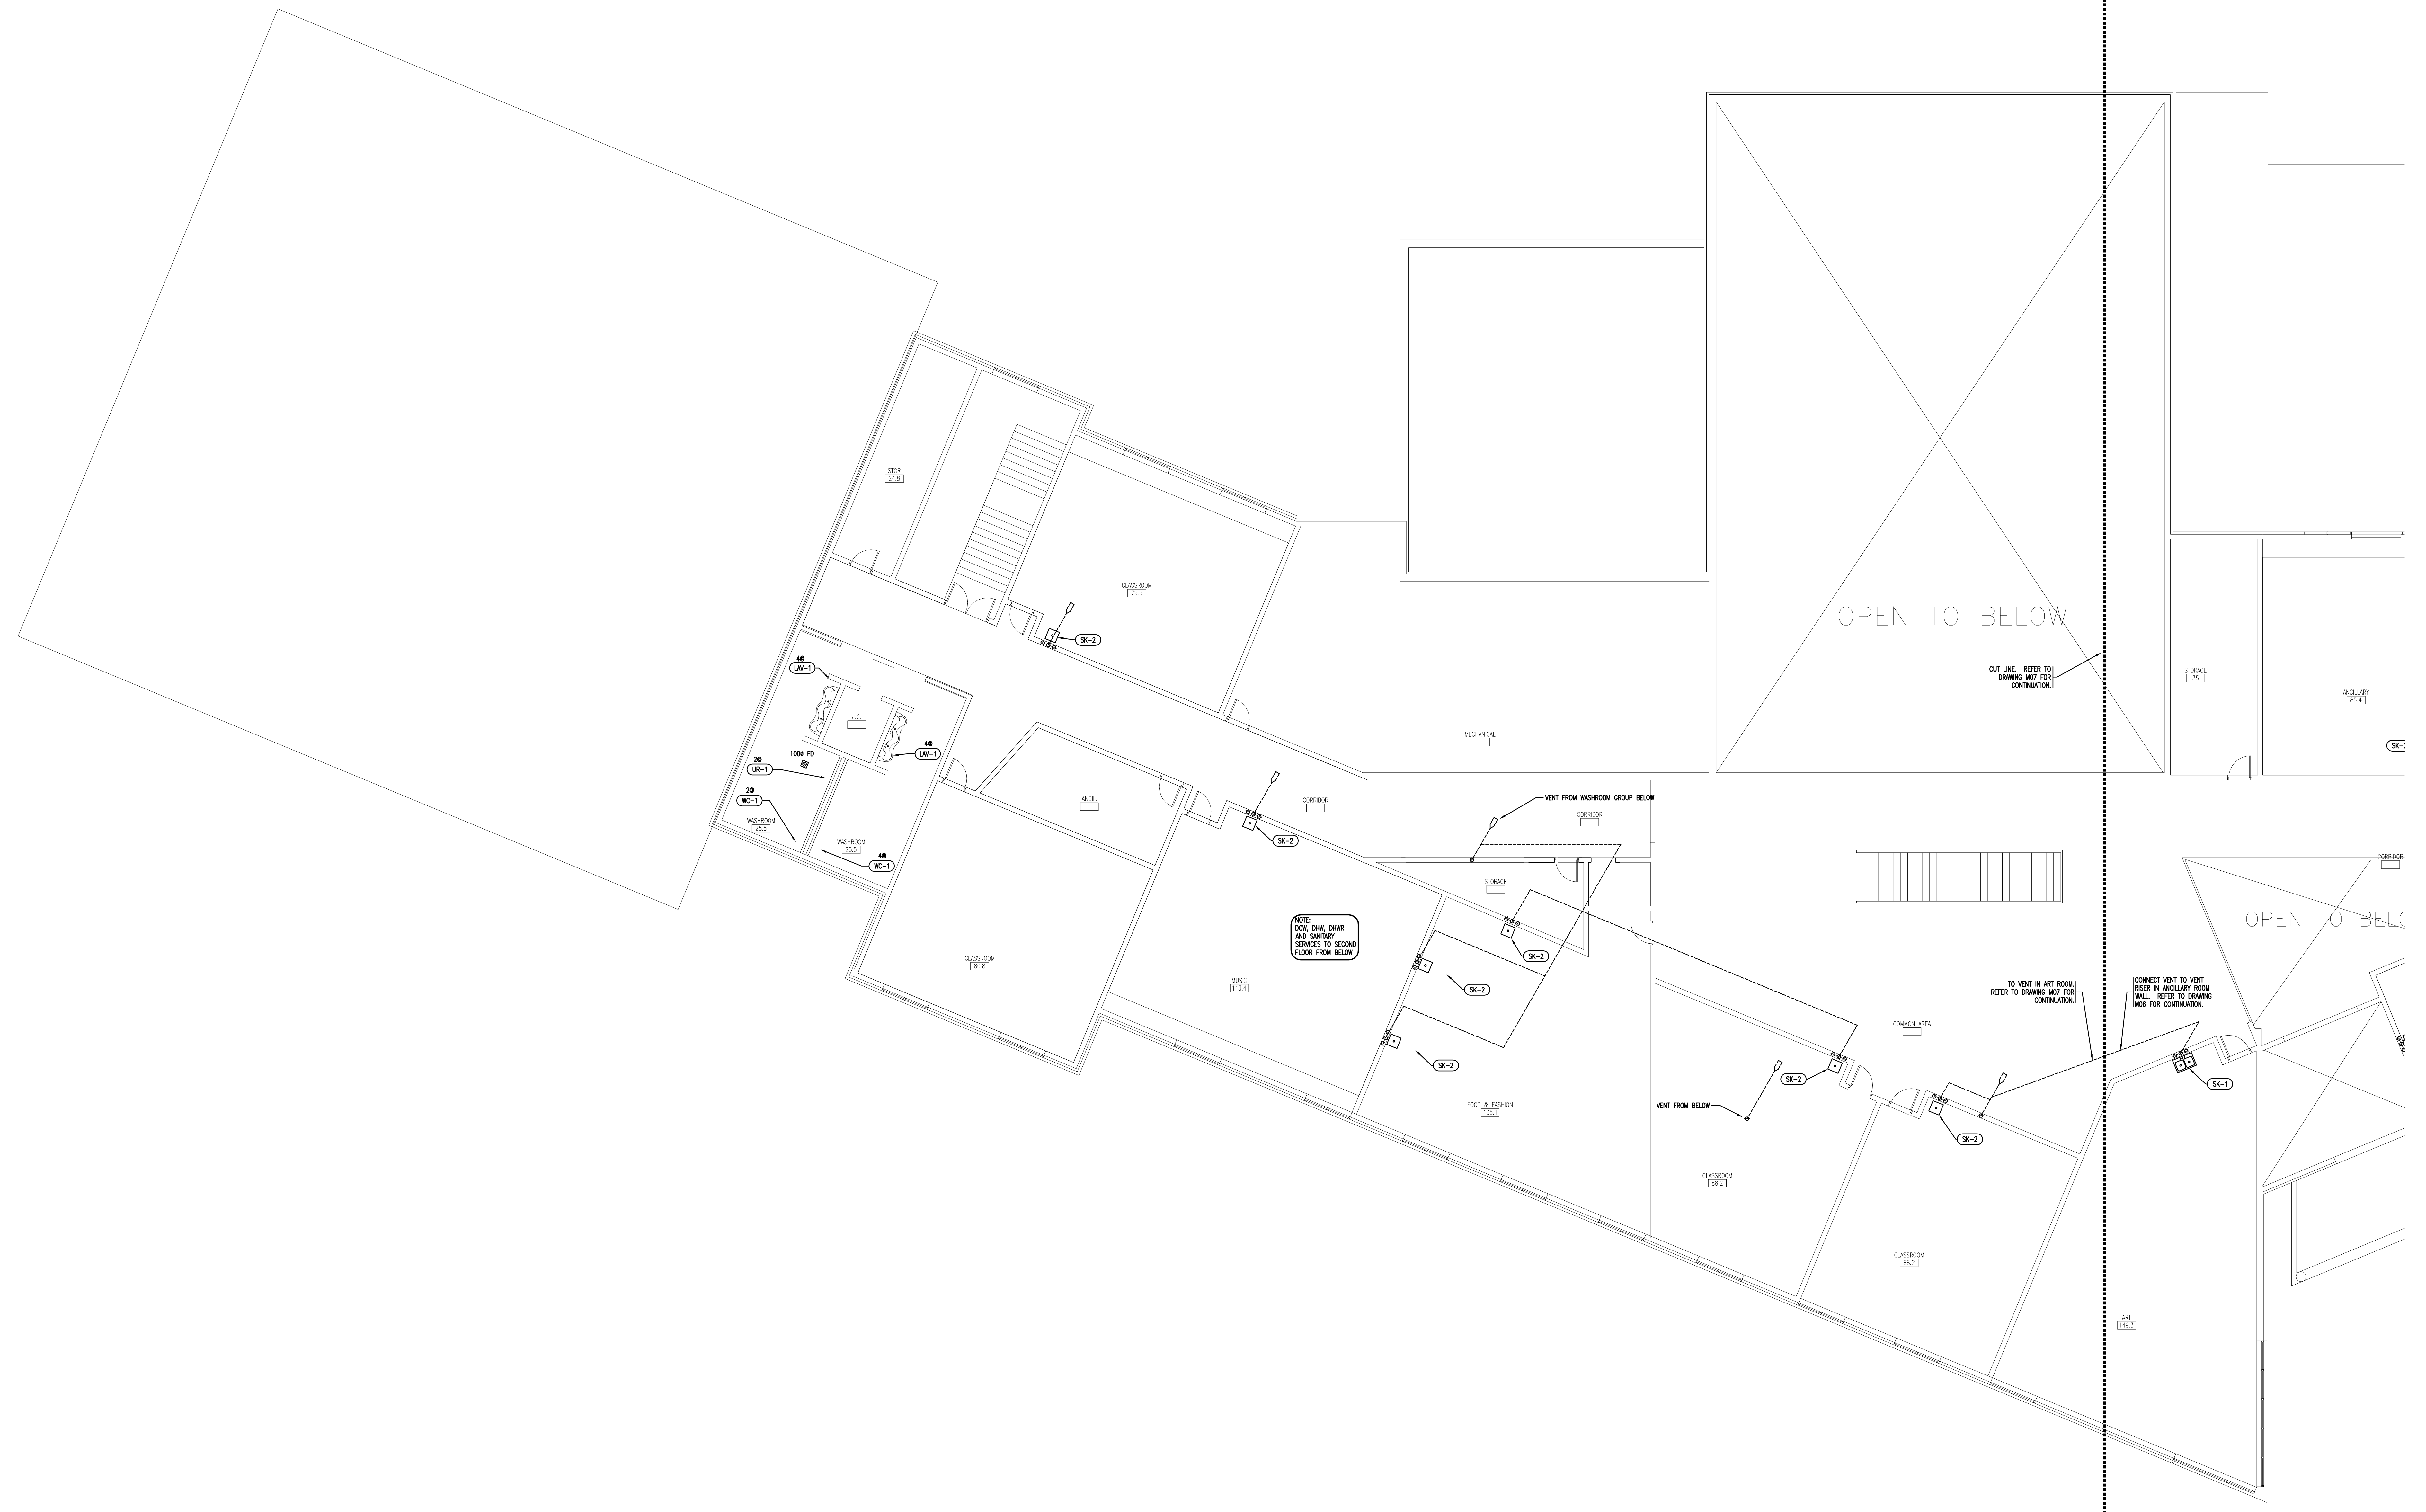 STOR
24.8
CLASSROOM
79.9
SK-2
4@
LAV-1
J.C.
4@
LAV-1
100ø FD
2@
UR-1
2@
WC-1
WASHROOM
25.5
WASHROOM
25.5
4@
WC-1
ANCIL.
CLASSROOM
80.8
SK-2
CORRIDOR
MECHANICAL
VENT FROM WASHROOM GROUP BELOW
CORRIDOR
STORAGE
NOTE:
DCW, DHW, DHWR
AND SANITARY
SERVICES TO SECOND
FLOOR FROM BELOW
MUSIC
113.4
SK-2
SK-2
SK-2
FOOD & FASHION
135.1
OPEN TO BELOW
CUT LINE. REFER TO
DRAWING M07 FOR
CONTINUATION.
STORAGE
35
ANCILLARY
85.4
CORRIDOR
TO VENT IN ART ROOM.
REFER TO DRAWING M07 FOR
CONTINUATION.
CONNECT VENT TO VENT
RISER IN ANCILLARY ROOM
WALL. REFER TO DRAWING
M06 FOR CONTINUATION.
OPEN TO
COMMON AREA
SK-2
VENT FROM BELOW
SK-2
SK-1
CLASSROOM
88.2
CLASSROOM
88.2
ART
149.3